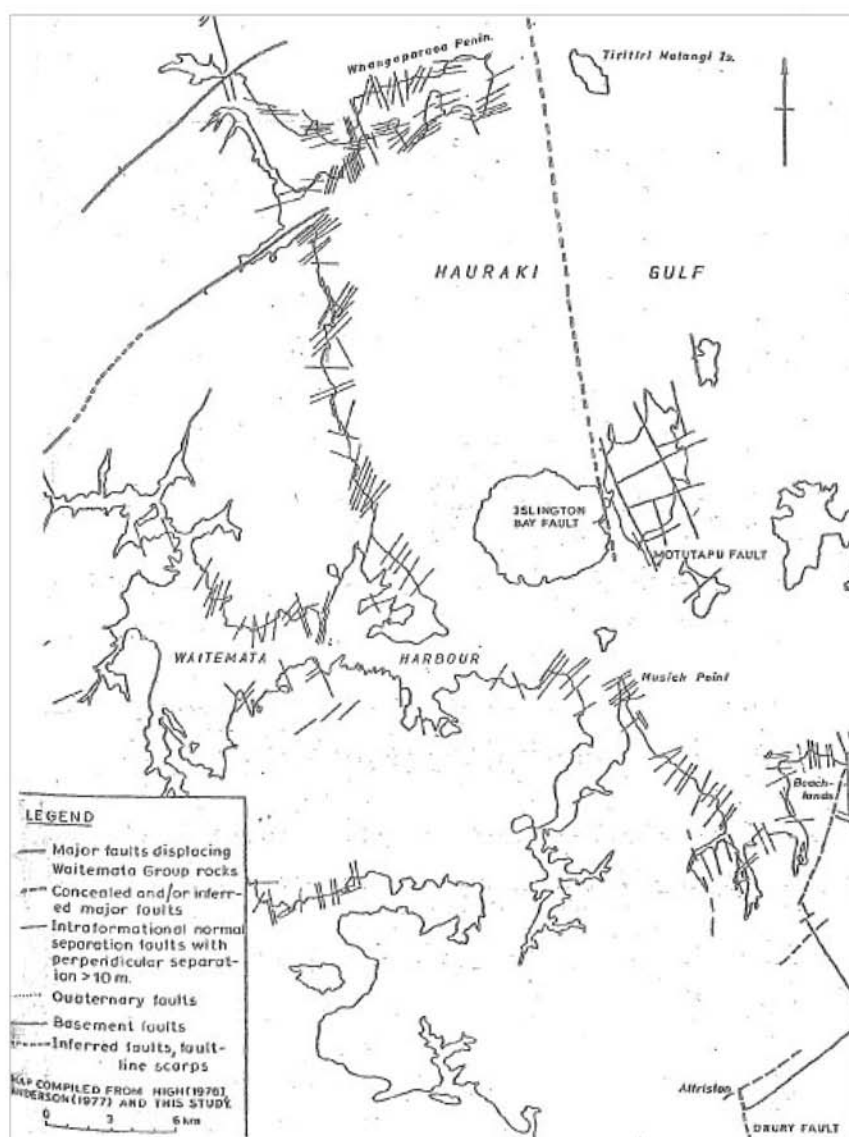 Whangaparaoa Penin.
Tiritiri Matangi Is.
HAURAKI GULF
ISLINGTON
BAY FAULT
MOTUTAPU FAULT
WAITEMATA HARBOUR
Musick Point
Beach-
lands
LEGEND
Major faults displacing
Waitemata Group rocks
Concealed and/or inferr-
ed major faults
Intraformational normal
separation faults with
perpendicular separat-
ion >10 m.
Quaternary faults
Basement faults
Inferred faults, fault-
line scarps
MAP COMPILED FROM HIGH(1976),
ANDERSON(1977) AND THIS STUDY.
0 3 6 km
Alfriston
DRURY FAULT